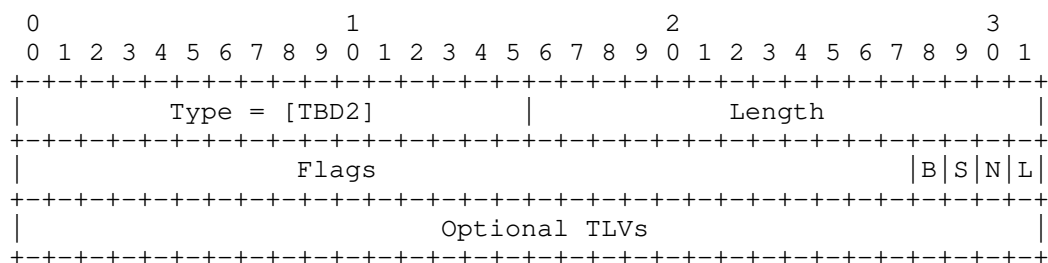 0                   1                   2                   3
0 1 2 3 4 5 6 7 8 9 0 1 2 3 4 5 6 7 8 9 0 1 2 3 4 5 6 7 8 9 0 1
+-+-+-+-+-+-+-+-+-+-+-+-+-+-+-+-+-+-+-+-+-+-+-+-+-+-+-+-+-+-+-+-+
|         Type = [TBD2]         |            Length             |
+-+-+-+-+-+-+-+-+-+-+-+-+-+-+-+-+-+-+-+-+-+-+-+-+-+-+-+-+-+-+-+-+
|                 Flags                                 |B|S|N|L|
+-+-+-+-+-+-+-+-+-+-+-+-+-+-+-+-+-+-+-+-+-+-+-+-+-+-+-+-+-+-+-+-+
|                          Optional TLVs                        |
+-+-+-+-+-+-+-+-+-+-+-+-+-+-+-+-+-+-+-+-+-+-+-+-+-+-+-+-+-+-+-+-+